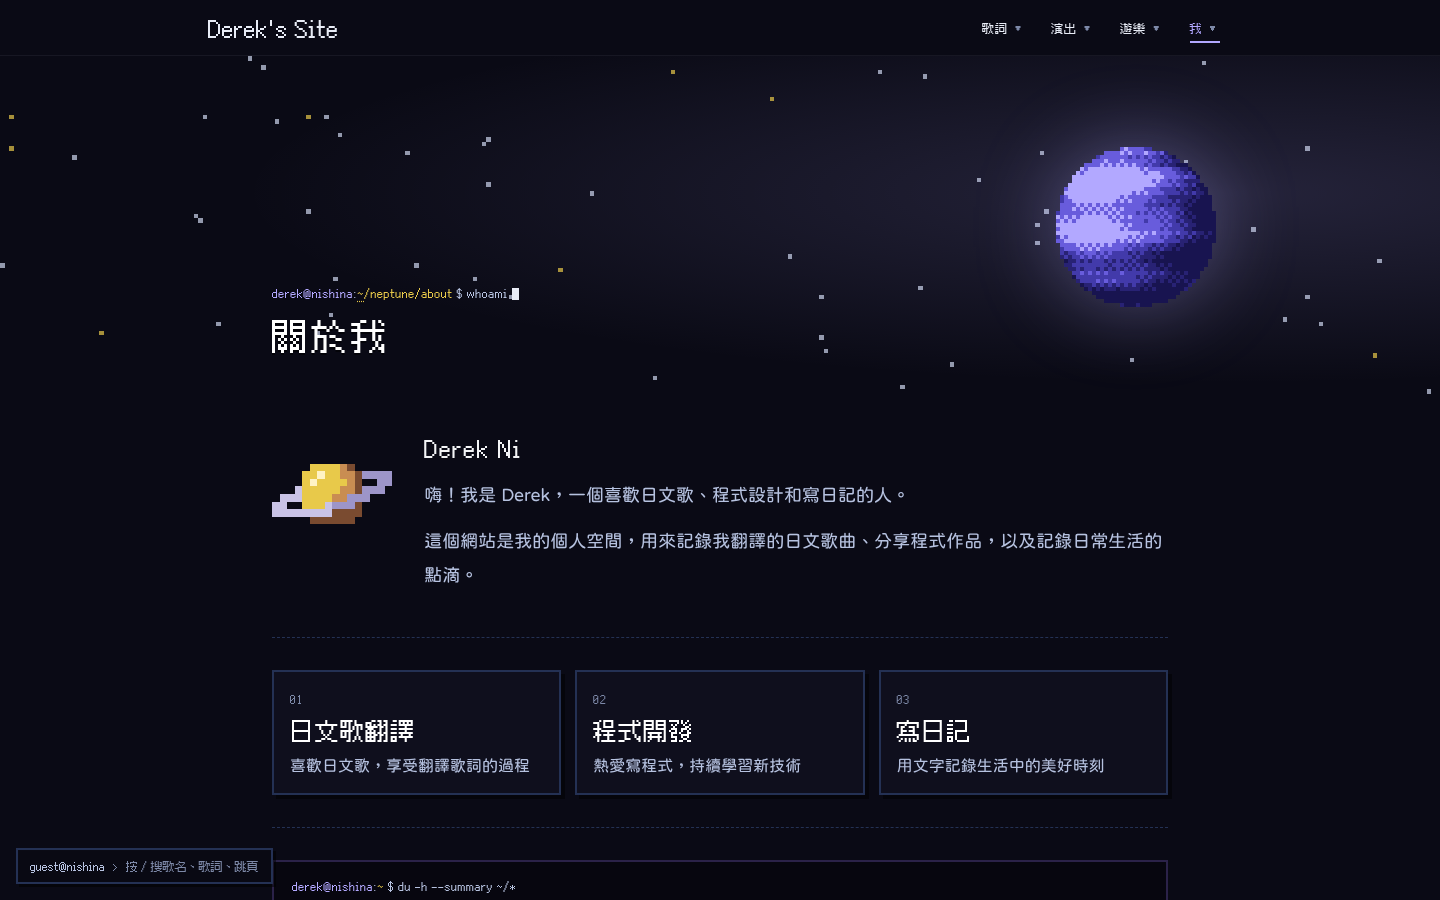 Derek's Site
歌詞 ▼ 演出 ▼ 遊樂 ▼ 我 ▼
derek@nishina:~/neptune/about $ whoami
關於我
Derek Ni
嗨！我是 Derek，一個喜歡日文歌、程式設計和寫日記的人。
這個網站是我的個人空間，用來記錄我翻譯的日文歌曲、分享程式作品，以及記錄日常生活的
點滴。
01
日文歌翻譯
喜歡日文歌，享受翻譯歌詞的過程
02
程式開發
熱愛寫程式，持續學習新技術
03
寫日記
用文字記錄生活中的美好時刻
guest@nishina > 按 / 搜歌名、歌詞、跳頁
derek@nishina:~ $ du -h --summary ~/*